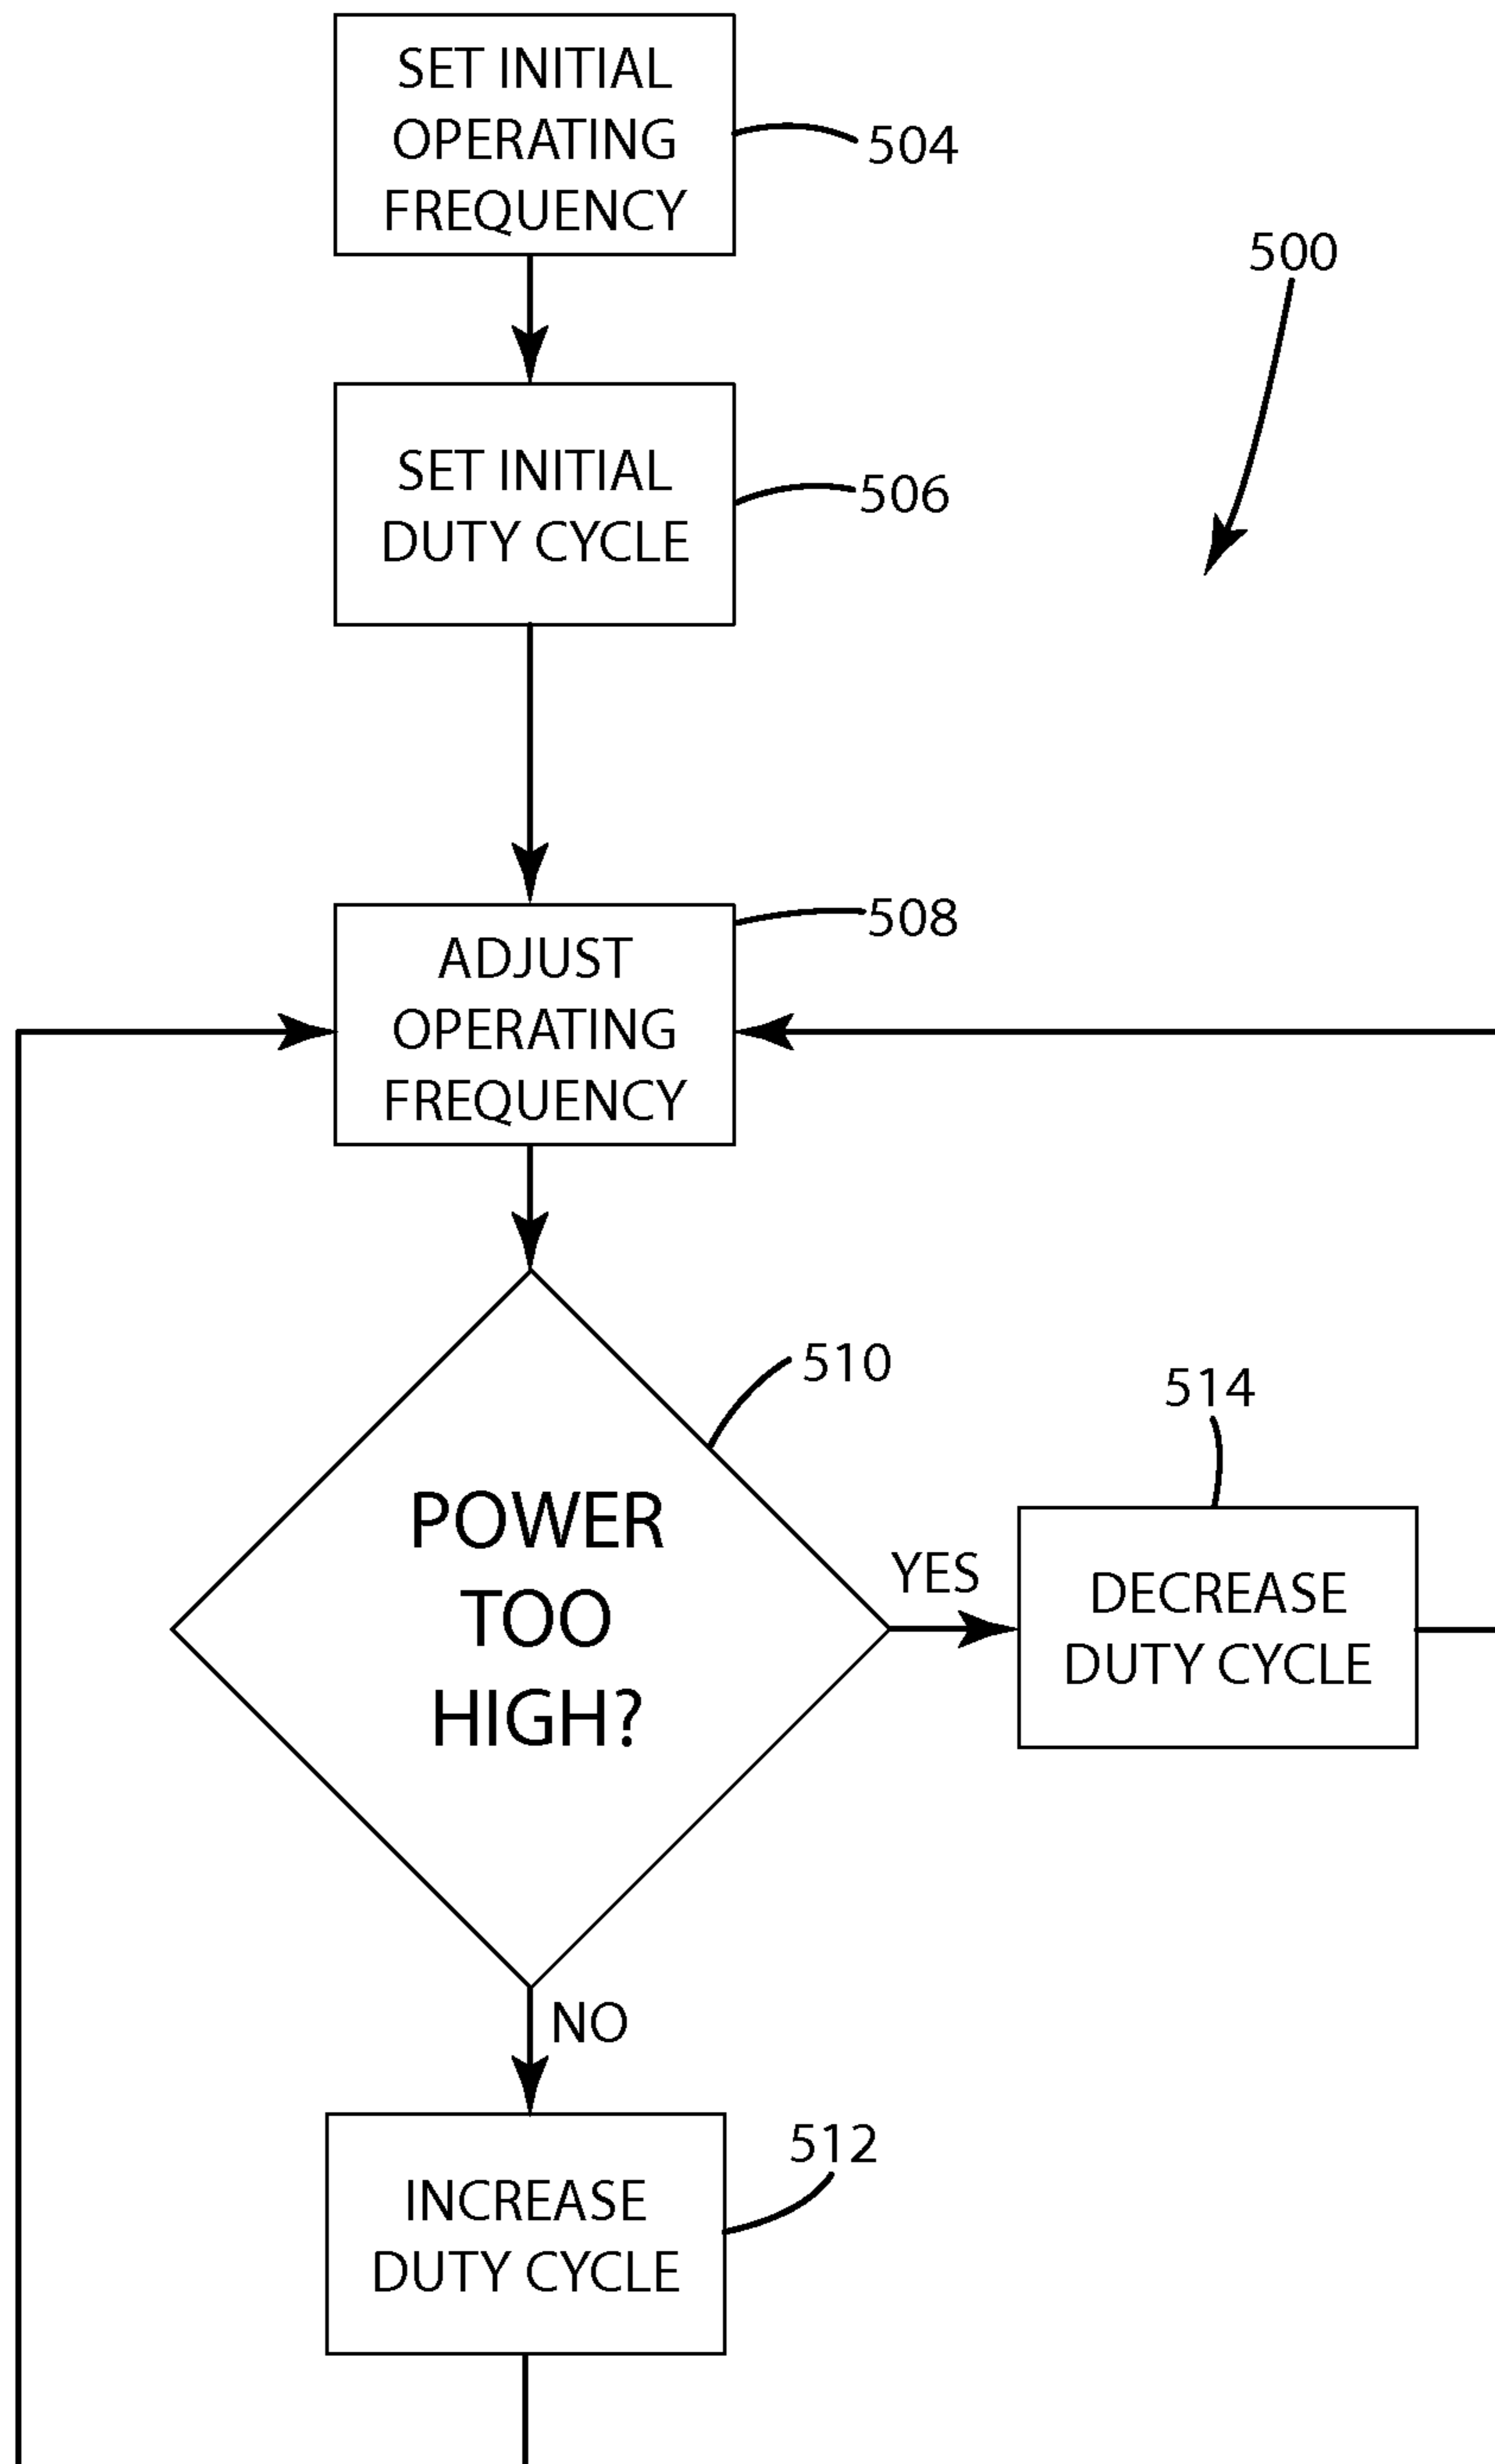 SET INITIAL
OPERATING
FREQUENCY
504
500
SET INITIAL
DUTY CYCLE
506
508
ADJUST
OPERATING
FREQUENCY
510
514
POWER
TOO
HIGH?
YES
DECREASE
DUTY CYCLE
NO
512
INCREASE
DUTY CYCLE